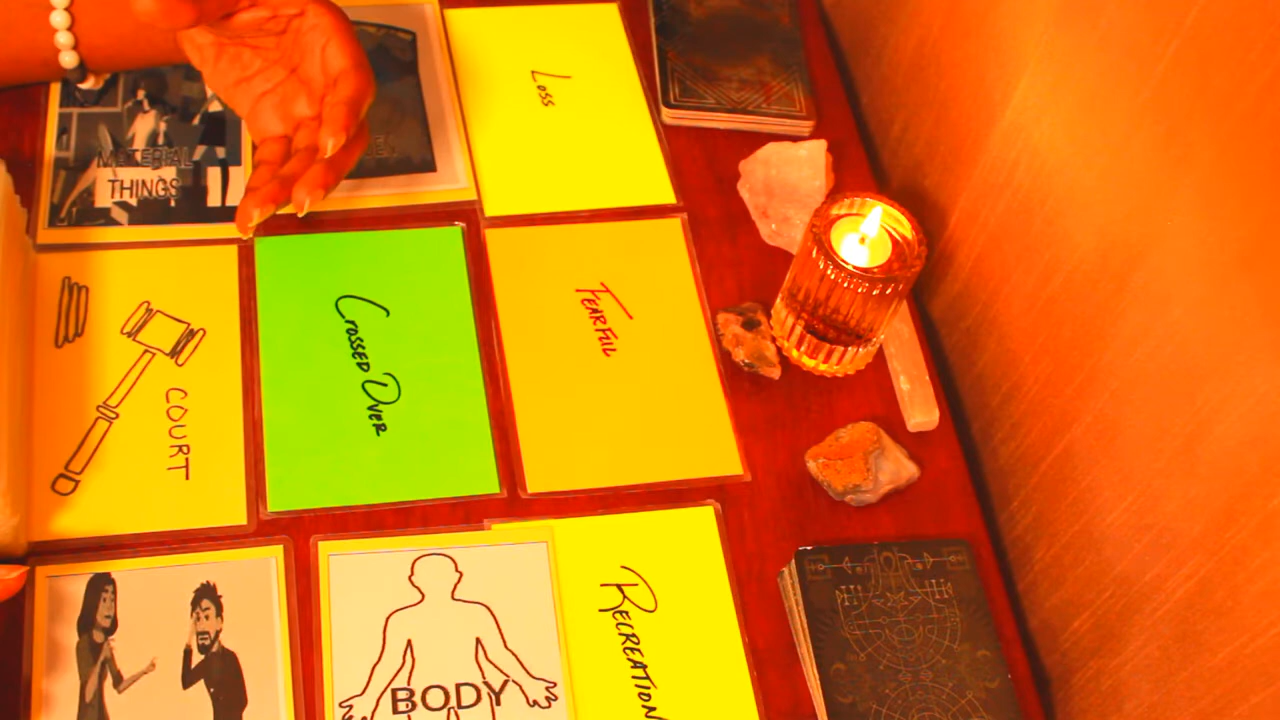 MATERIAL
THINGS
Loss
COURT
Crossed Over
FEARFUL
BODY
RECREATION